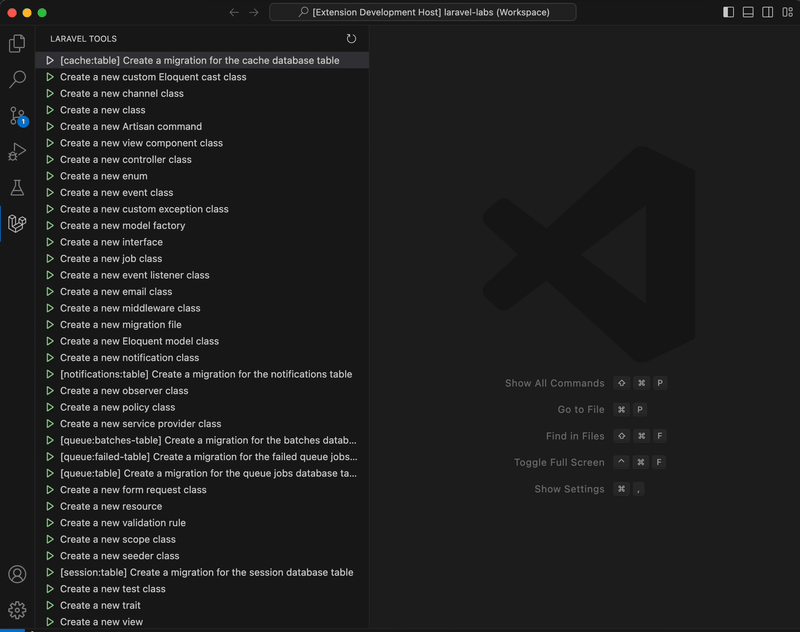 [Extension Development Host] laravel-labs (Workspace)
LARAVEL TOOLS
[cache:table] Create a migration for the cache database table
Create a new custom Eloquent cast class
Create a new channel class
Create a new class
Create a new Artisan command
Create a new view component class
Create a new controller class
Create a new enum
Create a new event class
Create a new custom exception class
Create a new model factory
Create a new interface
Create a new job class
Create a new event listener class
Create a new email class
Create a new middleware class
Create a new migration file
Create a new Eloquent model class
Create a new notification class
[notifications:table] Create a migration for the notifications table
Create a new observer class
Create a new policy class
Create a new service provider class
[queue:batches-table] Create a migration for the batches datab...
[queue:failed-table] Create a migration for the failed queue jobs...
[queue:table] Create a migration for the queue jobs database ta...
Create a new form request class
Create a new resource
Create a new validation rule
Create a new scope class
Create a new seeder class
[session:table] Create a migration for the session database table
Create a new test class
Create a new trait
Create a new view
1
Show All Commands ⇧ ⌘ P
Go to File ⌘ P
Find in Files ⇧ ⌘ F
Toggle Full Screen ^ ⌘ F
Show Settings ⌘ ,